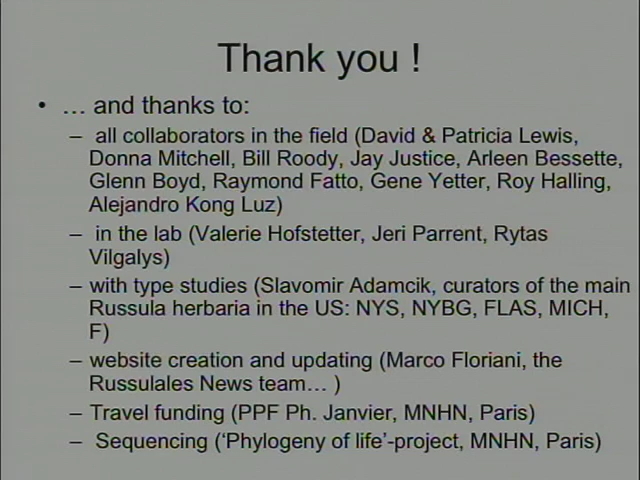 Thank you !
• … and thanks to:
– all collaborators in the field (David & Patricia Lewis,
Donna Mitchell, Bill Roody, Jay Justice, Arleen Bessette,
Glenn Boyd, Raymond Fatto, Gene Yetter, Roy Halling,
Alejandro Kong Luz)
– in the lab (Valerie Hofstetter, Jeri Parrent, Rytas
Vilgalys)
– with type studies (Slavomir Adamcik, curators of the main
Russula herbaria in the US: NYS, NYBG, FLAS, MICH,
F)
– website creation and updating (Marco Floriani, the
Russulales News team… )
– Travel funding (PPF Ph. Janvier, MNHN, Paris)
– Sequencing (‘Phylogeny of life’-project, MNHN, Paris)